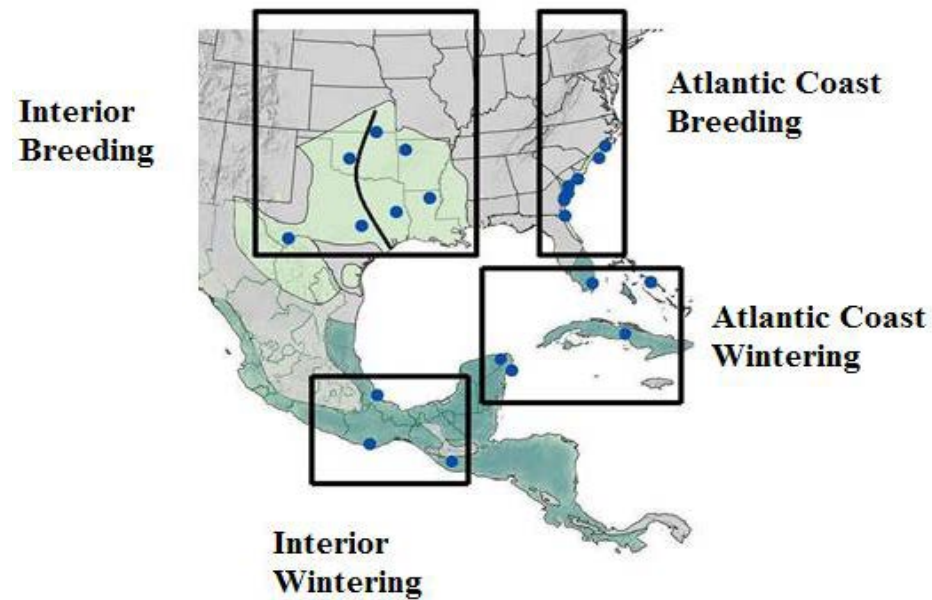 Interior
Breeding
Atlantic Coast
Breeding
Atlantic Coast
Wintering
Interior
Wintering